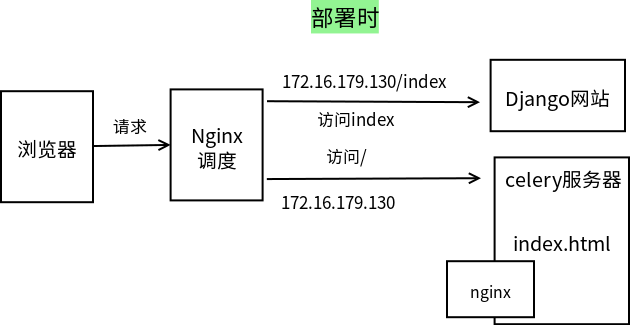 部署时
172.16.179.130/index
Django网站
请求
访问index
浏览器
Nginx
调度
访问/
celery服务器
172.16.179.130
index.html
nginx